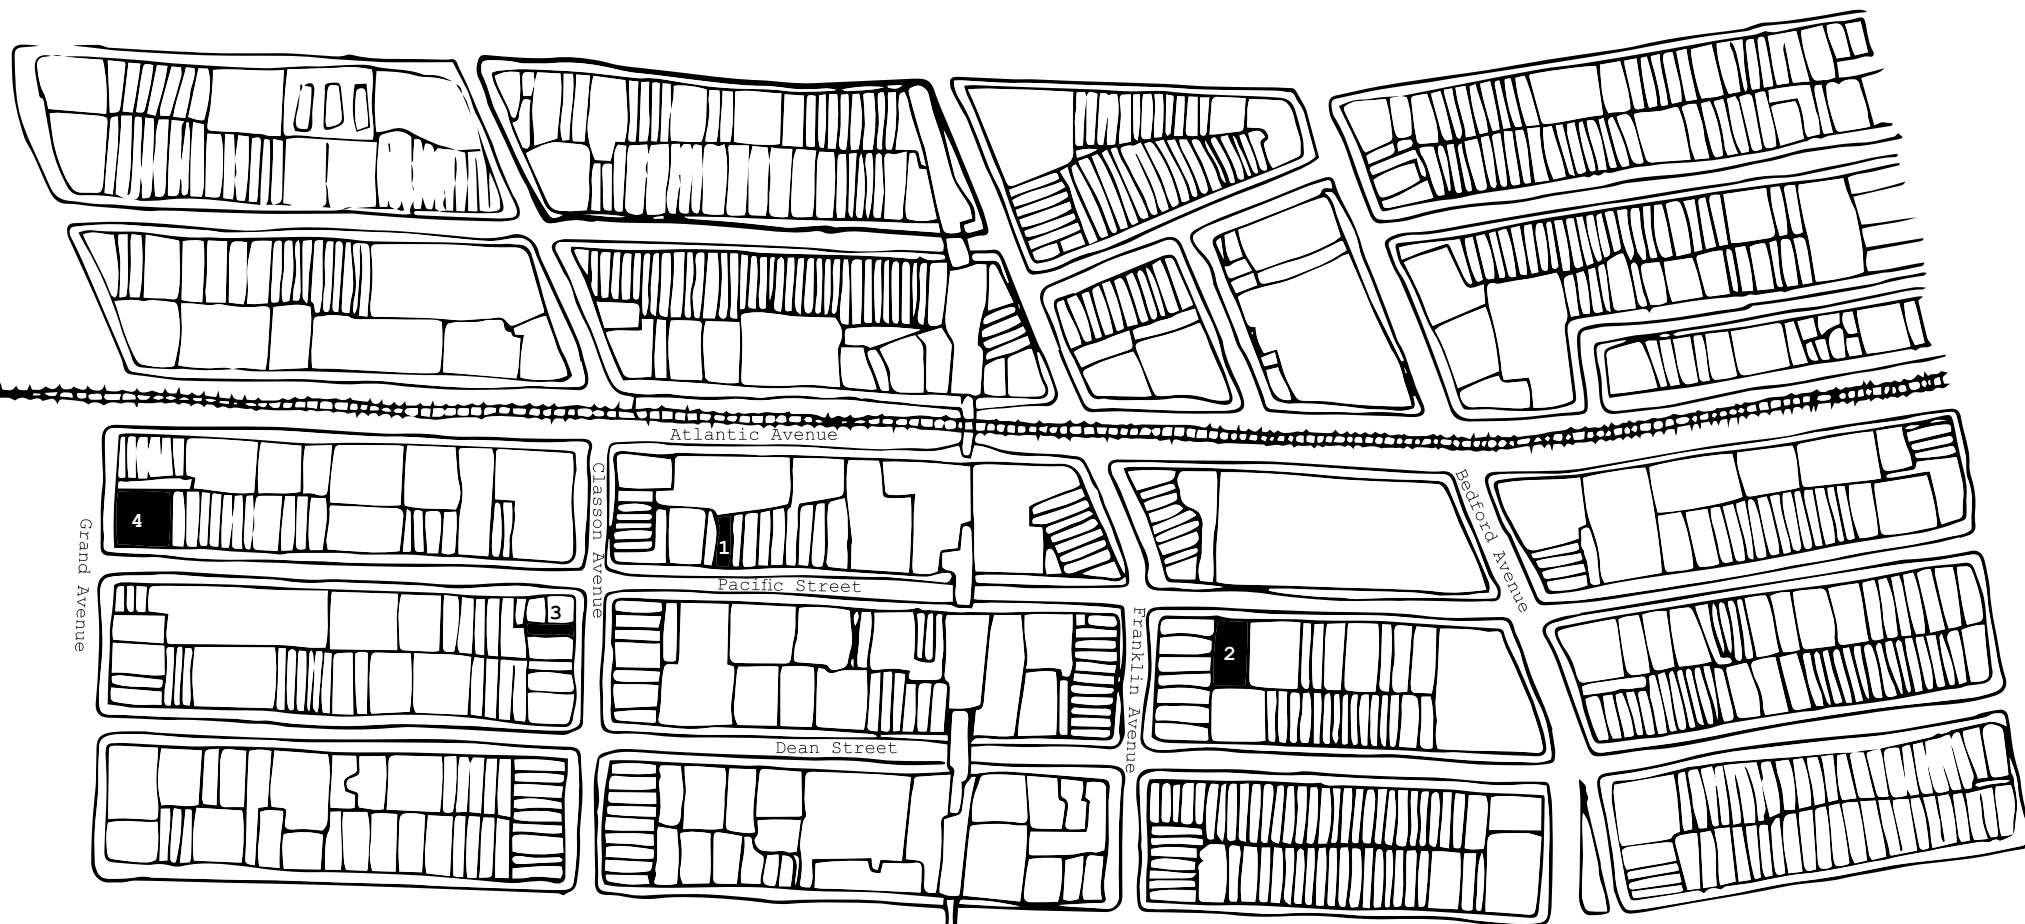 Atlantic Avenue
Grand Avenue
4
Classon Avenue
1
Bedford Avenue
Pacific Street
3
2
Franklin Avenue
Dean Street